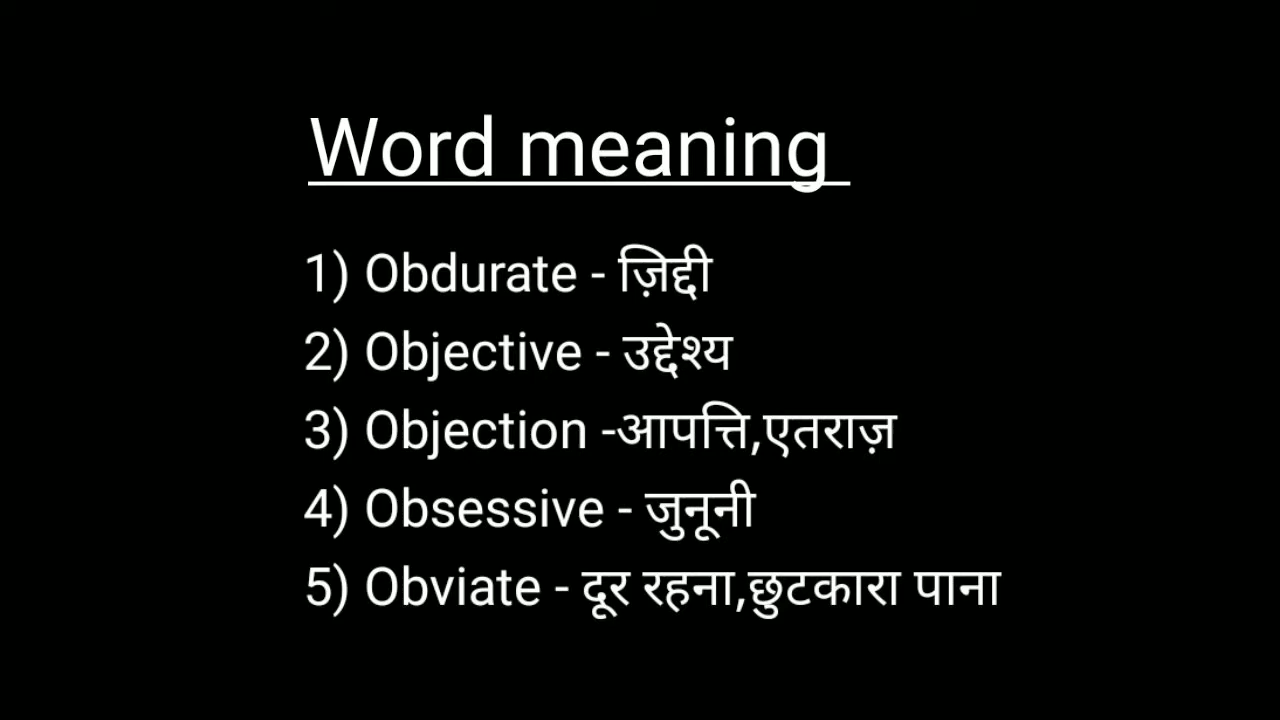 Word meaning
1) Obdurate - ज़िद्दी
2) Objective - उद्देश्य
3) Objection -आपत्ति,एतराज़
4) Obsessive - जुनूनी
5) Obviate - दूर रहना,छुटकारा पाना